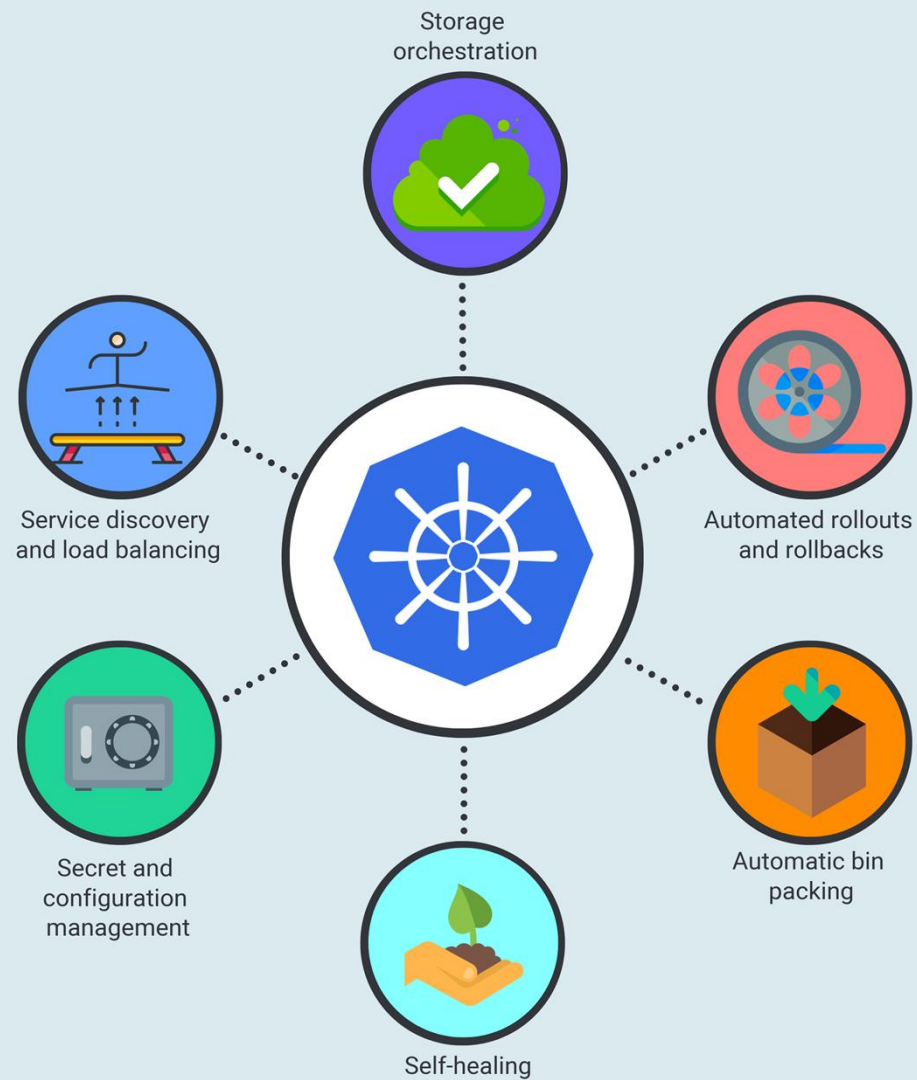 Storage
orchestration
Service discovery
and load balancing
Automated rollouts
and rollbacks
Secret and
configuration
management
Automatic bin
packing
Self-healing